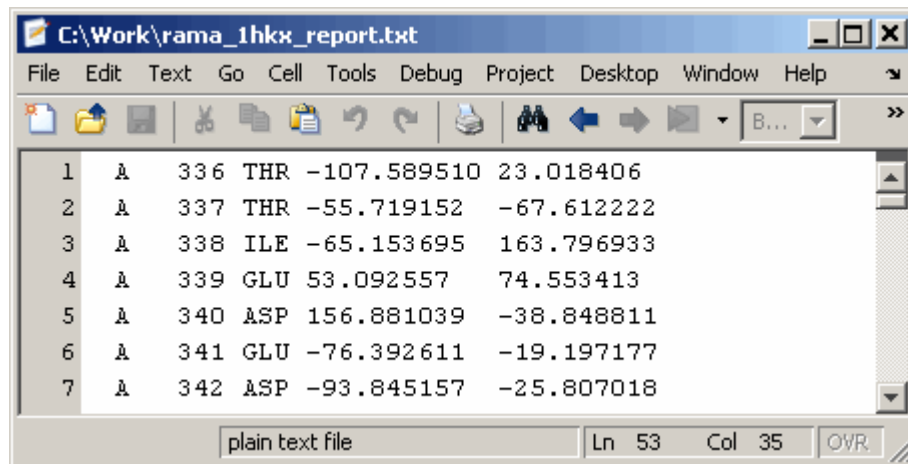 C:\Work\rama_1hkx_report.txt
File Edit Text Go Cell Tools Debug Project Desktop Window Help
B...
1 A 336 THR -107.589510 23.018406
2 A 337 THR -55.719152 -67.612222
3 A 338 ILE -65.153695 163.796933
4 A 339 GLU 53.092557 74.553413
5 A 340 ASP 156.881039 -38.848811
6 A 341 GLU -76.392611 -19.197177
7 A 342 ASP -93.845157 -25.807018
plain text file Ln 53 Col 35 OVR